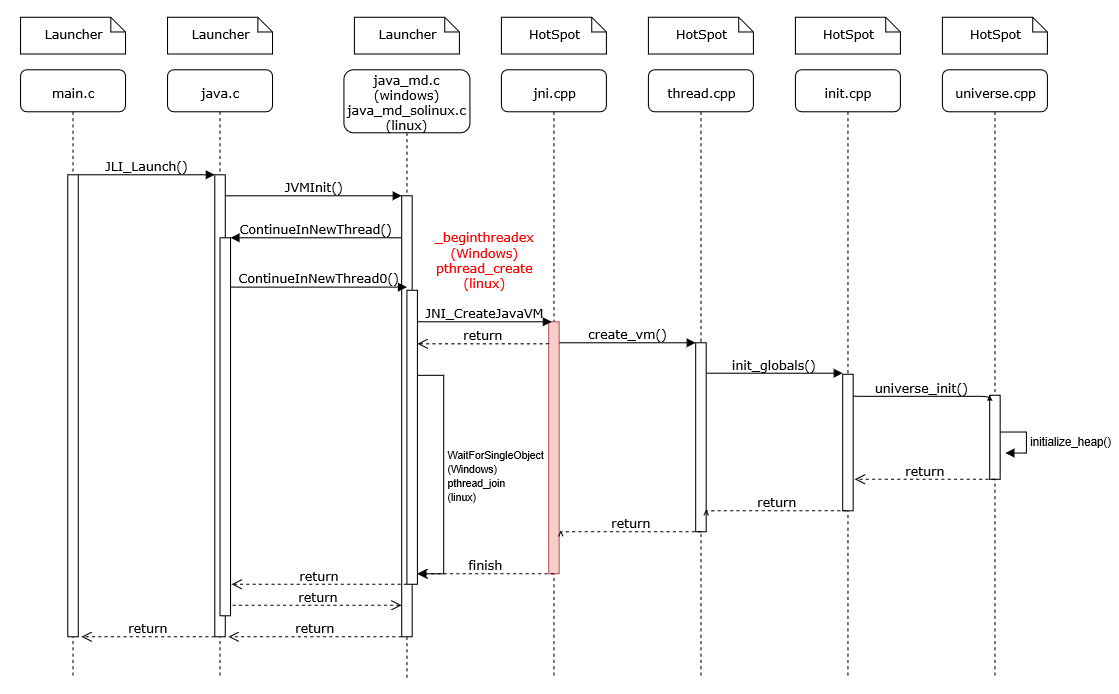 Launcher
Launcher
Launcher
HotSpot
HotSpot
HotSpot
HotSpot
main.c
java.c
java_md.c
(windows)
java_md_solinux.c
(linux)
jni.cpp
thread.cpp
init.cpp
universe.cpp
JLI_Launch()
JVMInit()
ContinueInNewThread()
_beginthreadex
(Windows)
pthread_create
(linux)
ContinueInNewThread0()
JNI_CreateJavaVM
return
create_vm()
init_globals()
universe_init()
initialize_heap()
WaitForSingleObject
(Windows)
pthread_join
(linux)
return
return
return
finish
return
return
return
return